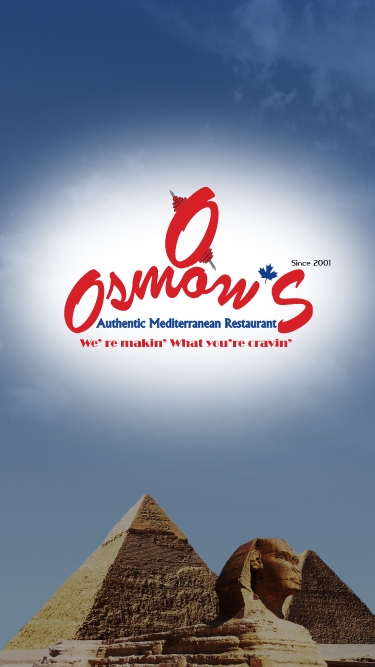 O
Osmow's
Since 2001
Authentic Mediterranean Restaurant
We' re makin' What you're cravin'